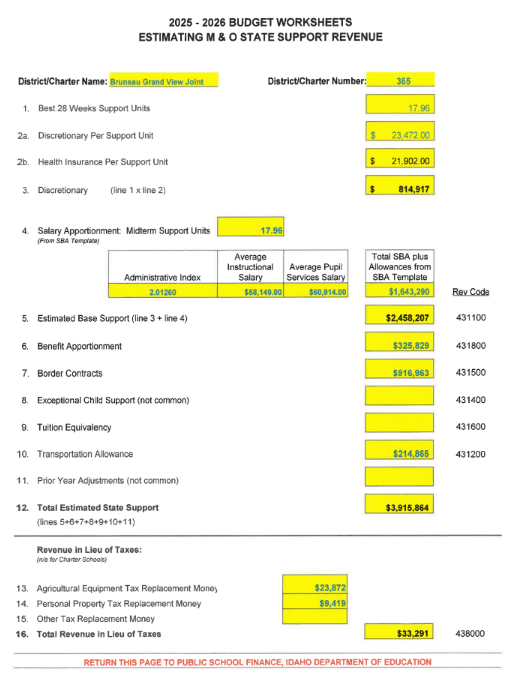 2025 - 2026 BUDGET WORKSHEETS
ESTIMATING M & O STATE SUPPORT REVENUE
District/Charter Name: Bruneau Grand View Joint District/Charter Number: 365
1. Best 28 Weeks Support Units 17.96
2a. Discretionary Per Support Unit $ 23,472.00
2b. Health Insurance Per Support Unit $ 21,902.00
3. Discretionary (line 1 x line 2) $ 814,917
4. Salary Apportionment: Midterm Support Units 17.96
(From SBA Template)
Administrative Index Average Instructional Salary Average Pupil Services Salary Total SBA plus Allowances from SBA Template
2.01260 $58,149.00 $60,914.00 $1,643,290 Rev Code
5. Estimated Base Support (line 3 + line 4) $2,458,207 431100
6. Benefit Apportionment $325,829 431800
7. Border Contracts $916,963 431500
8. Exceptional Child Support (not common) 431400
9. Tuition Equivalency 431600
10. Transportation Allowance $214,865 431200
11. Prior Year Adjustments (not common)
12. Total Estimated State Support $3,915,864
(lines 5+6+7+8+9+10+11)
Revenue in Lieu of Taxes:
(n/a for Charter Schools)
13. Agricultural Equipment Tax Replacement Money $23,872
14. Personal Property Tax Replacement Money $9,419
15. Other Tax Replacement Money
16. Total Revenue in Lieu of Taxes $33,291 438000
RETURN THIS PAGE TO PUBLIC SCHOOL FINANCE, IDAHO DEPARTMENT OF EDUCATION